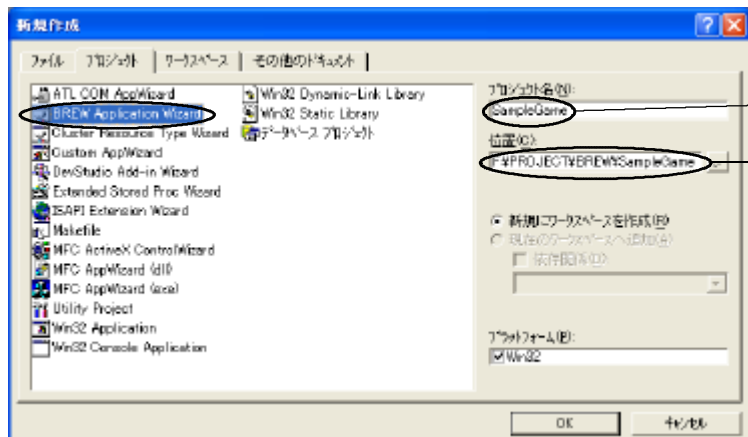 新規作成
ファイル プロジェクト ワークスペース その他のドキュメント
ATL COM AppWizard
BREW Application Wizard
Cluster Resource Type Wizard
Custom AppWizard
DevStudio Add-in Wizard
Extended Stored Proc Wizard
ISAPI Extension Wizard
Makefile
MFC ActiveX ControlWizard
MFC AppWizard (dll)
MFC AppWizard (exe)
Utility Project
Win32 Application
Win32 Console Application
Win32 Dynamic-Link Library
Win32 Static Library
データベース プロジェクト
プロジェクト名(N):
SampleGame
位置(C):
F:¥PROJECT¥BREW¥SampleGame
...
新規にワークスペースを作成(R)
現在のワークスペースへ追加(A)
依存関係(D):
プラットフォーム(P):
Win32
OK キャンセル